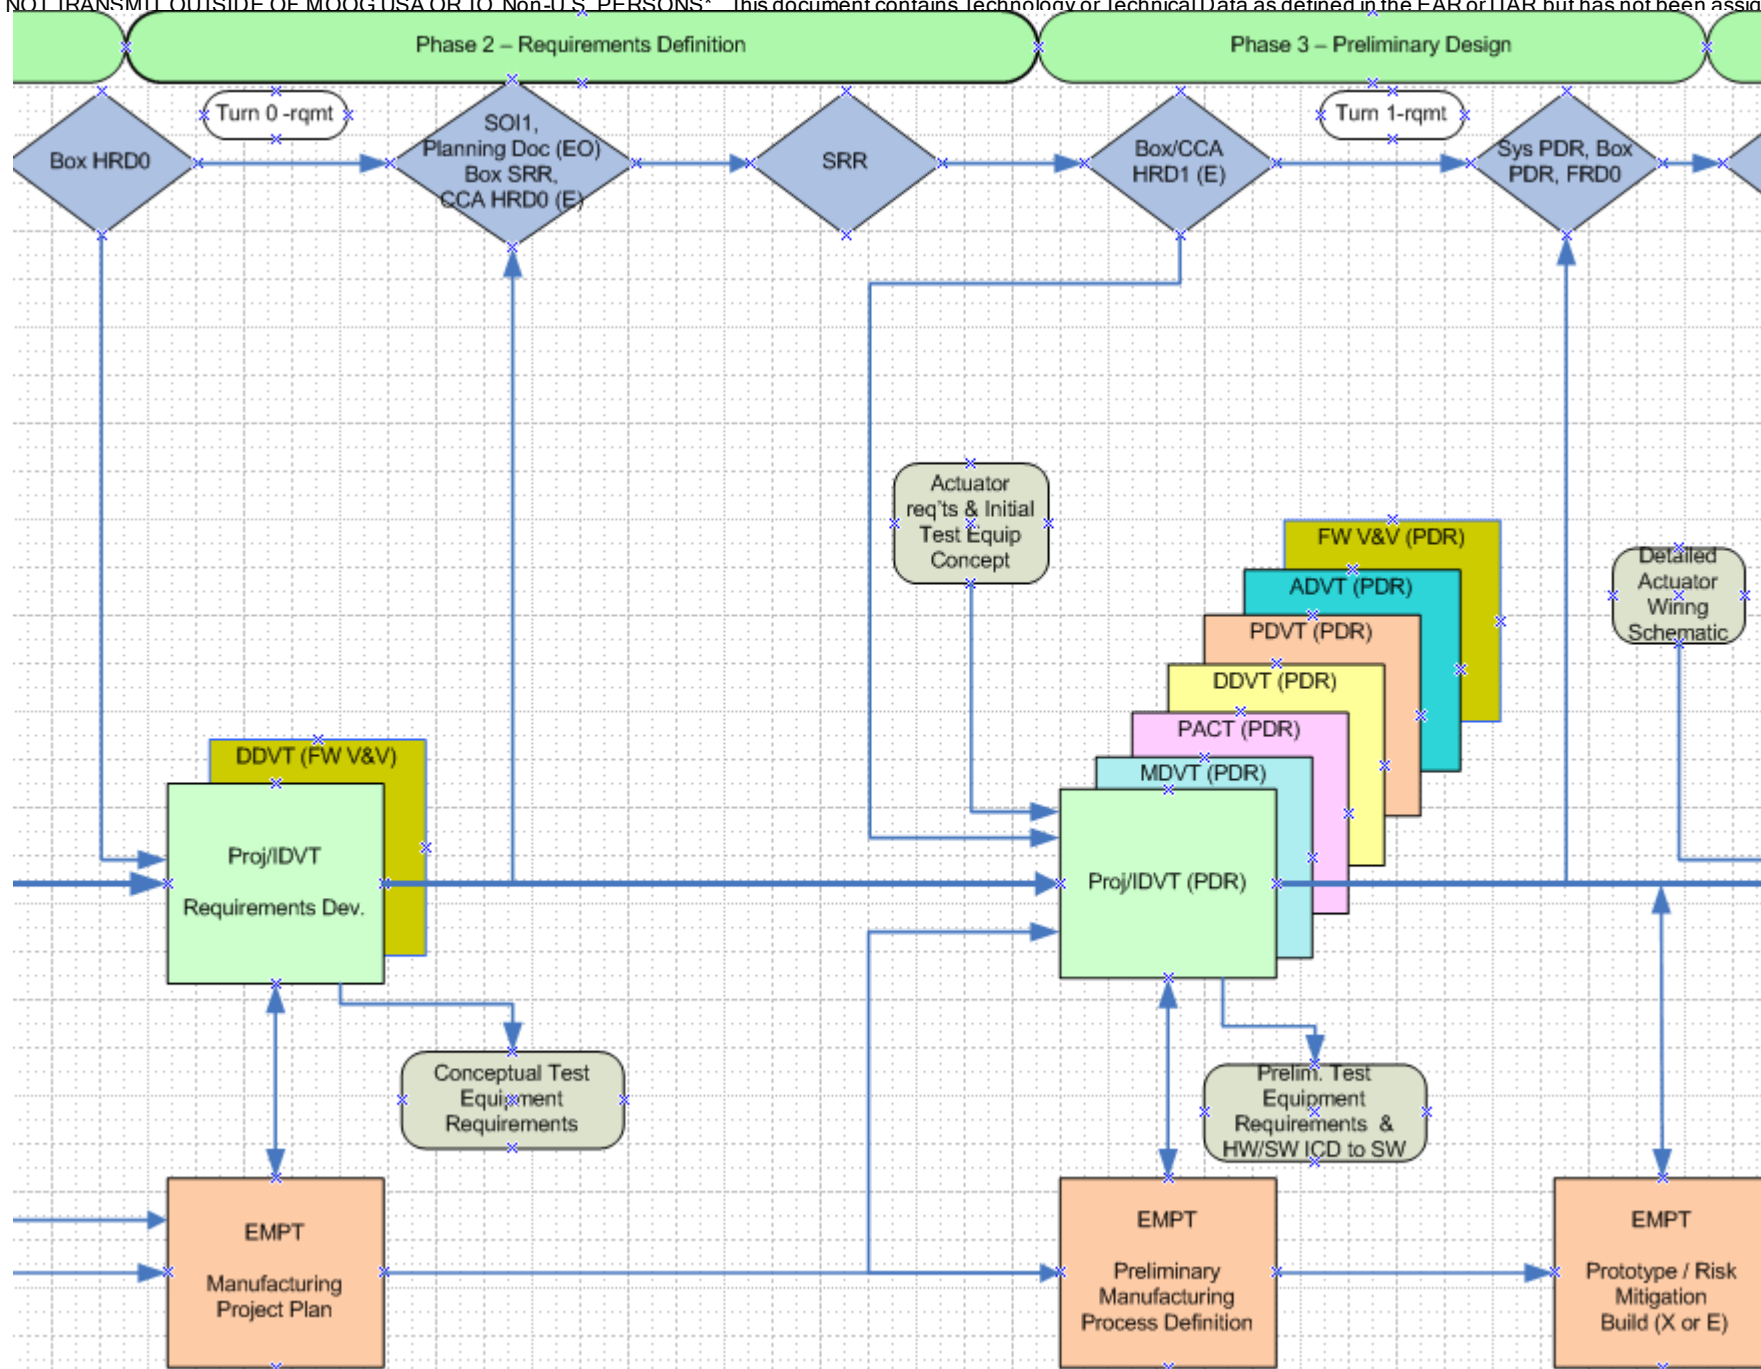 NOT TRANSMIT OUTSIDE OF MOOG USA OR TO Non-U.S. PERSONS* This document contains Technology or Technical Data as defined in the EAR or ITAR but has not been assig
Phase 2 – Requirements Definition
Phase 3 – Preliminary Design
Turn 0 -rqmt
Turn 1-rqmt
Box HRD0
SOI1,
Planning Doc (EO)
Box SRR,
CCA HRD0 (E)
SRR
Box/CCA
HRD1 (E)
Sys PDR, Box
PDR, FRD0
Actuator
req'ts & Initial
Test Equip
Concept
FW V&V (PDR)
ADVT (PDR)
PDVT (PDR)
DDVT (PDR)
PACT (PDR)
MDVT (PDR)
Proj/IDVT (PDR)
Detailed
Actuator
Wiring
Schematic
DDVT (FW V&V)
Proj/IDVT
Requirements Dev.
Conceptual Test
Equipment
Requirements
Prelim. Test
Equipment
Requirements &
HW/SW ICD to SW
EMPT
Manufacturing
Project Plan
EMPT
Preliminary
Manufacturing
Process Definition
EMPT
Prototype / Risk
Mitigation
Build (X or E)